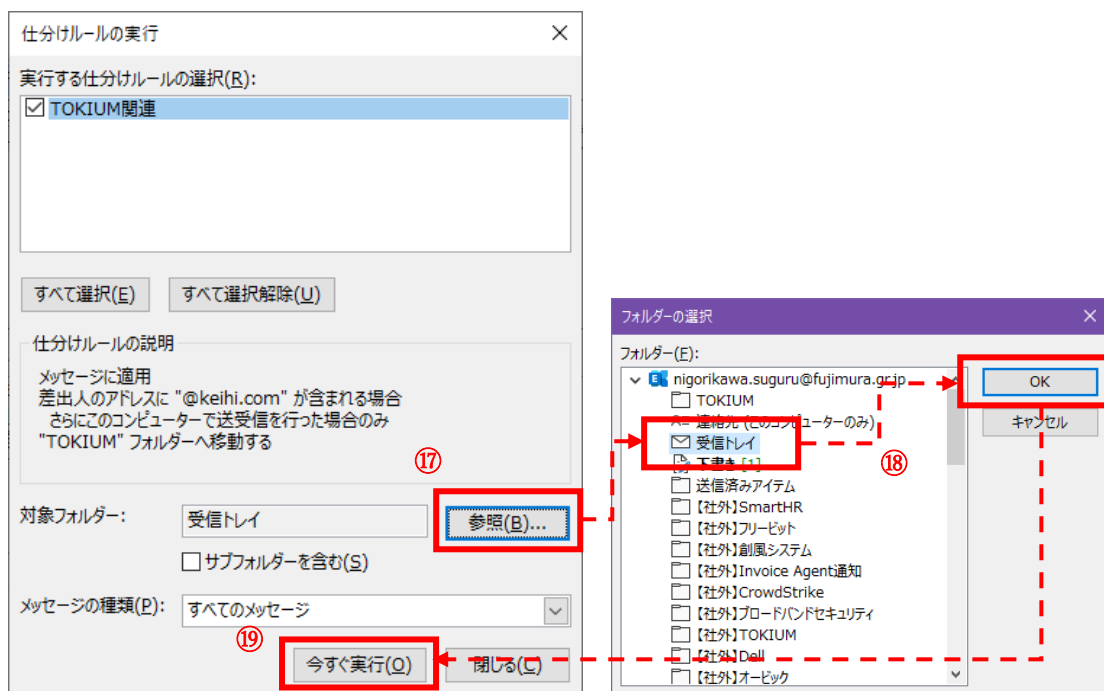 仕分けルールの実行
実行する仕分けルールの選択(R):
TOKIUM関連
すべて選択(E)
すべて選択解除(U)
仕分けルールの説明
メッセージに適用
差出人のアドレスに "@keihi.com" が含まれる場合
さらにこのコンピューターで送受信を行った場合のみ
"TOKIUM" フォルダーへ移動する
⑰
対象フォルダー:
受信トレイ
参照(B)...
サブフォルダーを含む(S)
メッセージの種類(P):
すべてのメッセージ
⑲
今すぐ実行(O)
閉じる(C)
フォルダーの選択
フォルダー(F):
nigorikawa.suguru@fujimura.gr.jp
TOKIUM
連絡先 (このコンピューターのみ)
受信トレイ
下書き [1]
送信済みアイテム
【社外】SmartHR
【社外】フリービット
【社外】創風システム
【社外】Invoice Agent通知
【社外】CrowdStrike
【社外】ブロードバンドセキュリティ
【社外】TOKIUM
【社外】Dell
【社外】オービック
OK
キャンセル
⑱